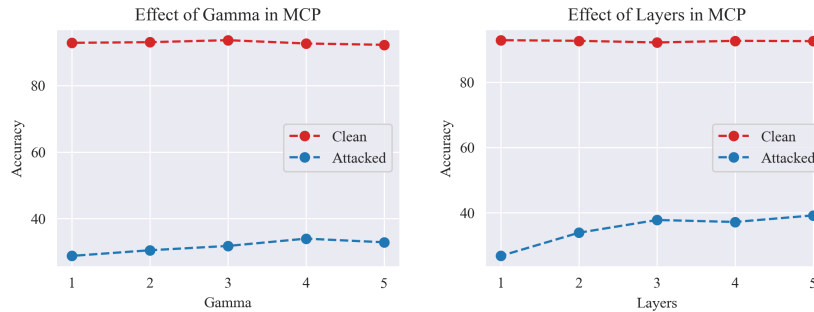 Effect of Gamma in MCP
Accuracy
80
60
40
Clean
Attacked
1 2 3 4 5
Gamma
Effect of Layers in MCP
Accuracy
80
60
40
Clean
Attacked
1 2 3 4 5
Layers